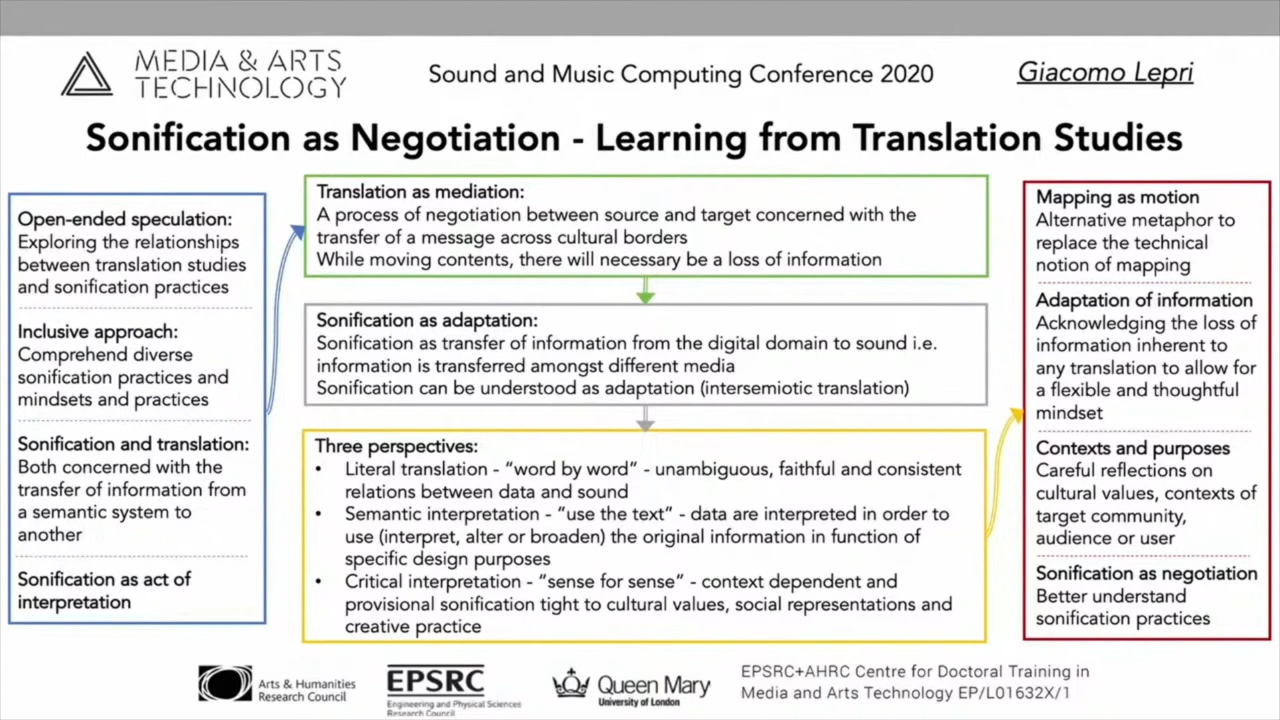 MEDIA & ARTS
TECHNOLOGY
Sound and Music Computing Conference 2020
Giacomo Lepri
Sonification as Negotiation - Learning from Translation Studies
Open-ended speculation:
Exploring the relationships
between translation studies
and sonification practices
Inclusive approach:
Comprehend diverse
sonification practices and
mindsets and practices
Sonification and translation:
Both concerned with the
transfer of information from
a semantic system to
another
Sonification as act of
interpretation
Translation as mediation:
A process of negotiation between source and target concerned with the
transfer of a message across cultural borders
While moving contents, there will necessary be a loss of information
Sonification as adaptation:
Sonification as transfer of information from the digital domain to sound i.e.
information is transferred amongst different media
Sonification can be understood as adaptation (intersemiotic translation)
Three perspectives:
• Literal translation - “word by word” - unambiguous, faithful and consistent
relations between data and sound
• Semantic interpretation - “use the text” - data are interpreted in order to
use (interpret, alter or broaden) the original information in function of
specific design purposes
• Critical interpretation - “sense for sense” - context dependent and
provisional sonification tight to cultural values, social representations and
creative practice
Mapping as motion
Alternative metaphor to
replace the technical
notion of mapping
Adaptation of information
Acknowledging the loss of
information inherent to
any translation to allow for
a flexible and thoughtful
mindset
Contexts and purposes
Careful reflections on
cultural values, contexts of
target community,
audience or user
Sonification as negotiation
Better understand
sonification practices
Arts & Humanities
Research Council
EPSRC
Engineering and Physical Sciences
Research Council
Queen Mary
University of London
EPSRC+AHRC Centre for Doctoral Training in
Media and Arts Technology EP/L01632X/1